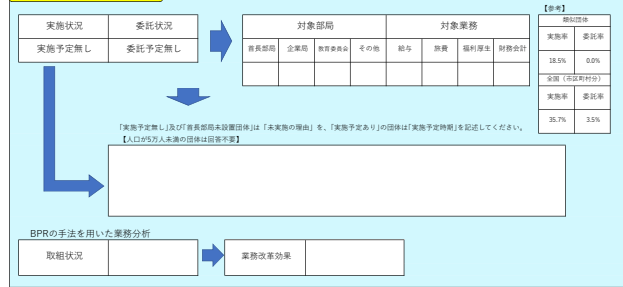 【参考】
実施状況 委託状況 対象部局 対象業務 類似団体
実施予定無し 委託予定無し 首長部局 企業局 教育委員会 その他 給与 旅費 福利厚生 財務会計 実施率 委託率
18.5% 0.0%
全国（市区町村分）
実施率 委託率
35.7% 3.5%
「実施予定無し」及び「首長部局未設置団体」は「未実施の理由」を、「実施予定あり」の団体は「実施予定時期」を記述してください。
【人口が5万人未満の団体は回答不要】
BPRの手法を用いた業務分析
取組状況 業務改革効果